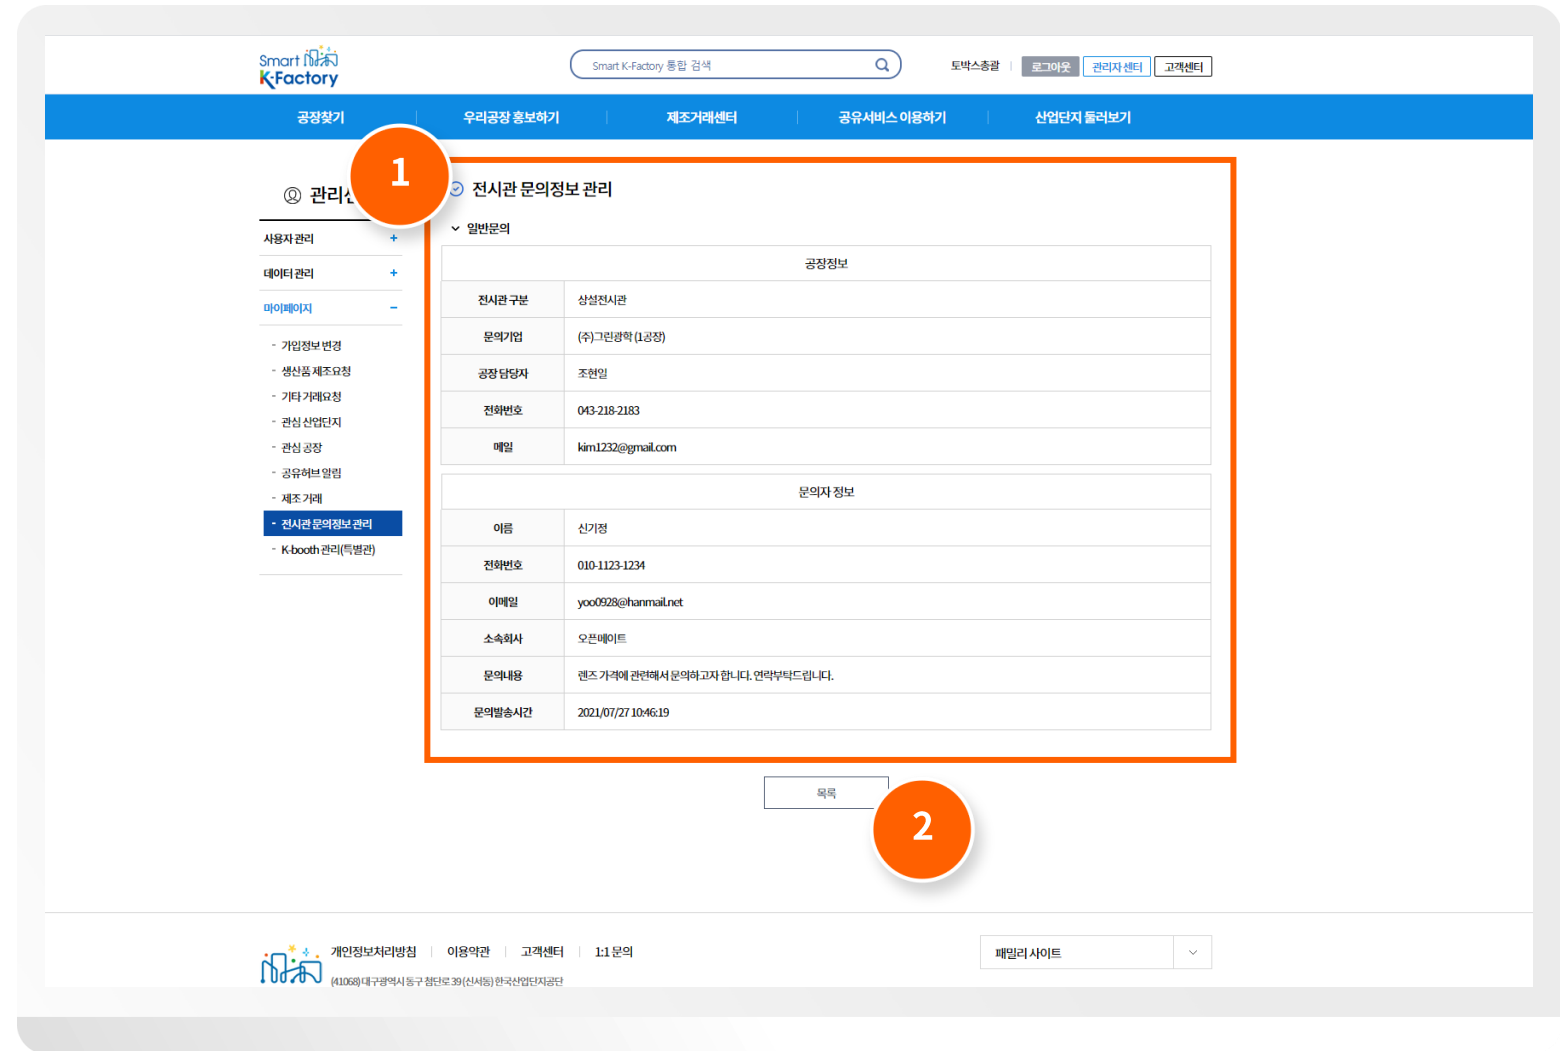 Smart
K-Factory
Smart K-Factory 통합 검색
토박스총괄
로그아웃
관리자 센터
고객센터
공장찾기
우리공장 홍보하기
제조거래센터
공유서비스 이용하기
산업단지 둘러보기
1
전시관 문의정보 관리
일반문의
사용자 관리 +
데이터 관리 +
마이페이지 −
- 가입정보 변경
- 생산품 제조요청
- 기타 거래요청
- 관심 산업단지
- 관심 공장
- 공유허브 알림
- 제조 거래
- 전시관 문의정보 관리
- K-booth 관리(특별관)
공장정보
전시관 구분 상설전시관
문의기업 (주)그린광학 (1공장)
공장 담당자 조현일
전화번호 043-218-2183
메일 kim1232@gmail.com
문의자 정보
이름 신기정
전화번호 010-1123-1234
이메일 yoo0928@hanmail.net
소속회사 오픈메이트
문의내용 렌즈 가격에 관련해서 문의하고자 합니다. 연락부탁드립니다.
문의발송시간 2021/07/27 10:46:19
목록
2
개인정보처리방침
이용약관
고객센터
1:1 문의
패밀리 사이트
(41068) 대구광역시 동구 첨단로 39 (신서동) 한국산업단지공단